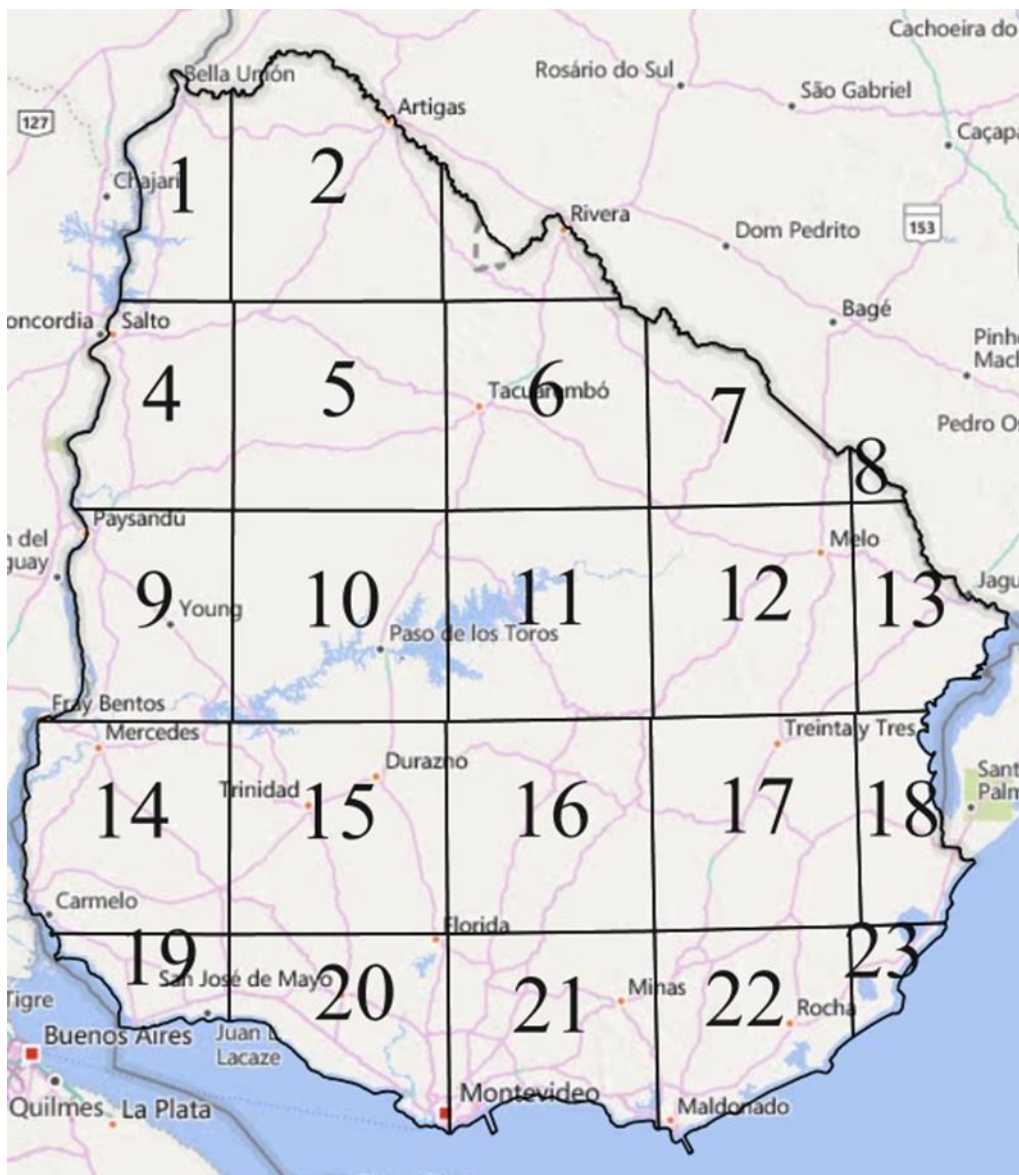 Cachoeira do
Bella Unión
Rosário do Sul
São Gabriel
127
Artigas
Caçapa
1
2
Chajarí
Rivera
153
Dom Pedrito
Bagé
oncordia
Salto
Pinh
Mach
4
5
6
Tacuarembó
7
Pedro Os
8
Paysandú
n del
guay
Melo
9
Young
10
11
12
13
Jagu
Paso de los Toros
Fray Bentos
Mercedes
Treinta y Tres
Durazno
Trinidad
14
15
16
17
18
Sant
Palm
Carmelo
Florida
19
San José de Mayo
20
21
Minas
22
23
Rocha
Tigre
Buenos Aires
Juan L
Lacaze
Quilmes
La Plata
Montevideo
Maldonado